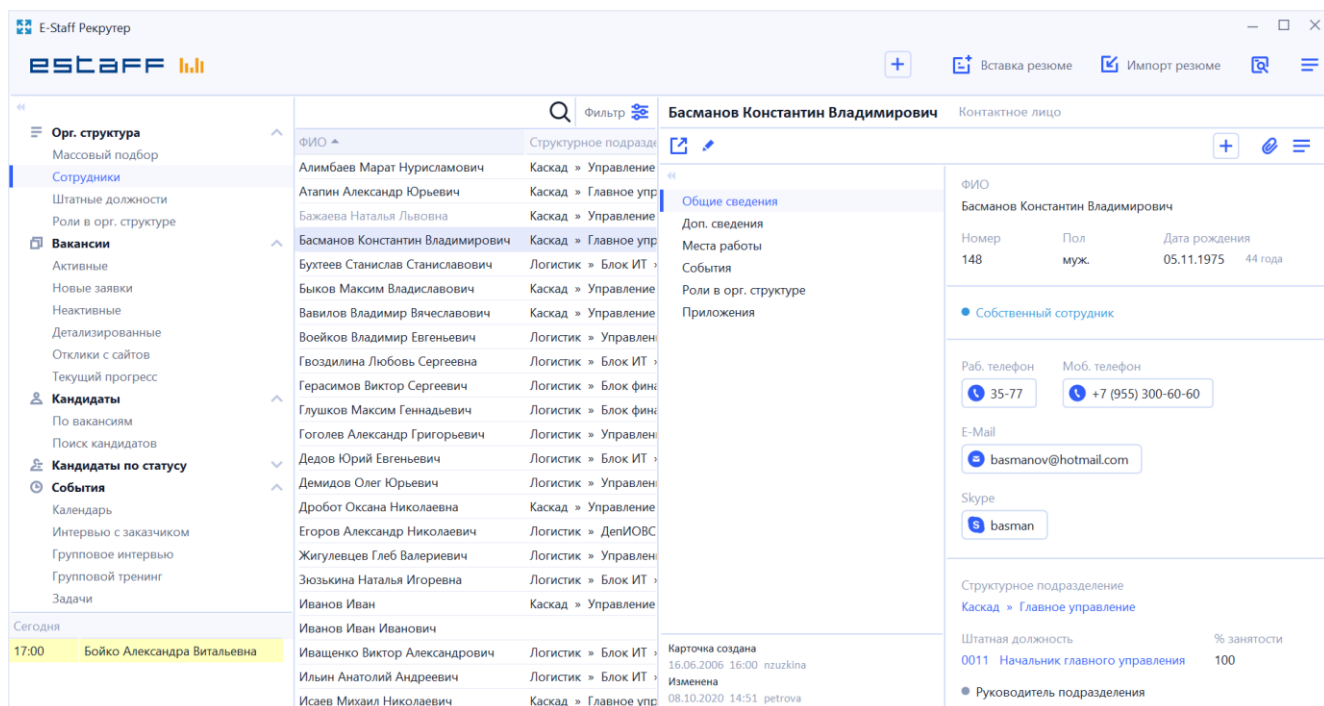 E-Staff Рекрутер
estaff
Вставка резюме
Импорт резюме
Орг. структура
Массовый подбор
Сотрудники
Штатные должности
Роли в орг. структуре
Вакансии
Активные
Новые заявки
Неактивные
Детализированные
Отклики с сайтов
Текущий прогресс
Кандидаты
По вакансиям
Поиск кандидатов
Кандидаты по статусу
События
Календарь
Интервью с заказчиком
Групповое интервью
Групповой тренинг
Задачи
Сегодня
17:00 Бойко Александра Витальевна
Фильтр
ФИО Структурное подразде
Алимбаев Марат Нурисламович Каскад » Управление
Атапин Александр Юрьевич Каскад » Главное упр
Бажаева Наталья Львовна Каскад » Управление
Басманов Константин Владимирович Каскад » Главное упр
Бухтеев Станислав Станиславович Логистик » Блок ИТ »
Быков Максим Владиславович Каскад » Управление
Вавилов Владимир Вячеславович Каскад » Управление
Воейков Владимир Евгеньевич Логистик » Управлен
Гвоздилина Любовь Сергеевна Логистик » Блок ИТ »
Герасимов Виктор Сергеевич Логистик » Блок фина
Глушков Максим Геннадьевич Логистик » Блок фина
Гоголев Александр Григорьевич Логистик » Управлен
Дедов Юрий Евгеньевич Логистик » Блок ИТ »
Демидов Олег Юрьевич Логистик » Управлен
Дробот Оксана Николаевна Каскад » Управление
Егоров Александр Николаевич Логистик » ДепИОВС
Жигулевцев Глеб Валериевич Логистик » Управлен
Зюзькина Наталья Игоревна Логистик » Блок ИТ »
Иванов Иван Каскад » Управление
Иванов Иван Иванович
Иващенко Виктор Александрович Логистик » Блок ИТ »
Ильин Анатолий Андреевич Логистик » Блок ИТ »
Исаев Михаил Николаевич Каскад » Главное упр
Басманов Константин Владимирович Контактное лицо
Общие сведения
Доп. сведения
Места работы
События
Роли в орг. структуре
Приложения
Карточка создана
16.06.2006 16:00 nzuzkina
Изменена
08.10.2020 14:51 petrova
ФИО
Басманов Константин Владимирович
Номер Пол Дата рождения
148 муж. 05.11.1975 44 года
Собственный сотрудник
Раб. телефон Моб. телефон
35-77 +7 (955) 300-60-60
E-Mail
basmanov@hotmail.com
Skype
basman
Структурное подразделение
Каскад » Главное управление
Штатная должность % занятости
0011 Начальник главного управления 100
Руководитель подразделения